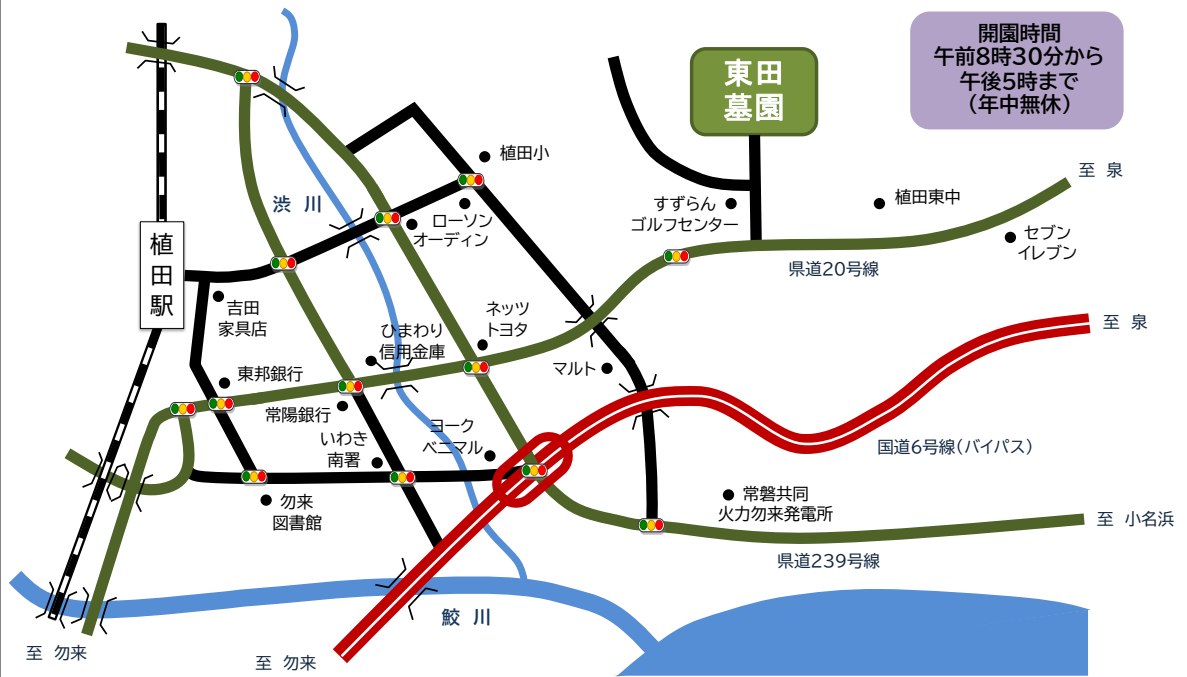 開園時間
午前8時30分から
午後5時まで
（年中無休）
東田
墓園
植田小
至 泉
渋 川
ローソン
オーディン
すずらん
ゴルフセンター
植田東中
セブン
イレブン
県道20号線
植
田
駅
吉田
家具店
ネッツ
トヨタ
ひまわり
信用金庫
至 泉
東邦銀行
マルト
常陽銀行
いわき
南署
ヨーク
ベニマル
国道6号線（バイパス）
勿来
図書館
常磐共同
火力勿来発電所
至 小名浜
県道239号線
鮫 川
至 勿来
至 勿来